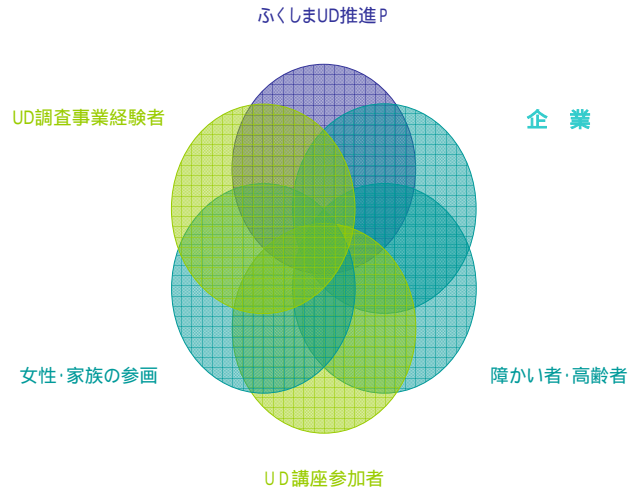 ふくしまUD推進P
UD調査事業経験者
企　業
女性・家族の参画
障かい者・高齢者
UD講座参加者